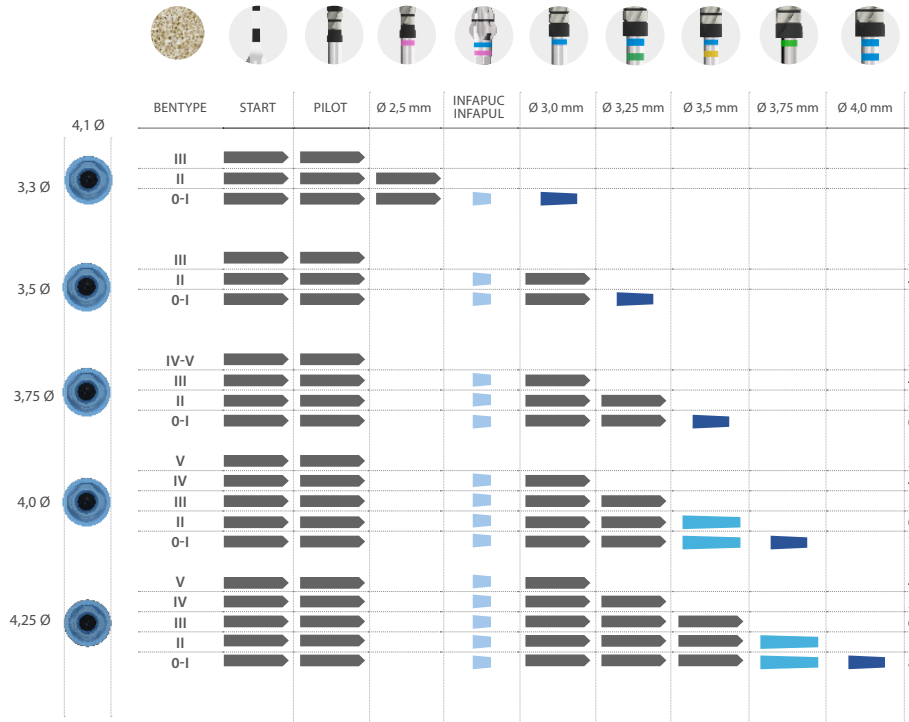 BENTYPE START PILOT Ø 2,5 mm INFAPUC INFAPUL Ø 3,0 mm Ø 3,25 mm Ø 3,5 mm Ø 3,75 mm Ø 4,0 mm
4,1 Ø
3,3 Ø
III
II
0-I
3,5 Ø
III
II
0-I
3,75 Ø
IV-V
III
II
0-I
4,0 Ø
V
IV
III
II
0-I
4,25 Ø
V
IV
III
II
0-I